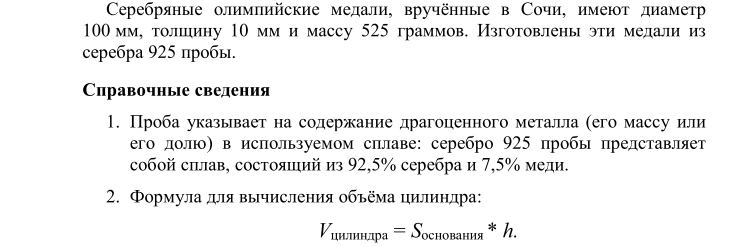 Серебряные олимпийские медали, вручённые в Сочи, имеют диаметр
100 мм, толщину 10 мм и массу 525 граммов. Изготовлены эти медали из
серебра 925 пробы.
Справочные сведения
1. Проба указывает на содержание драгоценного металла (его массу или
его долю) в используемом сплаве: серебро 925 пробы представляет
собой сплав, состоящий из 92,5% серебра и 7,5% меди.
2. Формула для вычисления объёма цилиндра:
Vцилиндра = Sоснования * h.